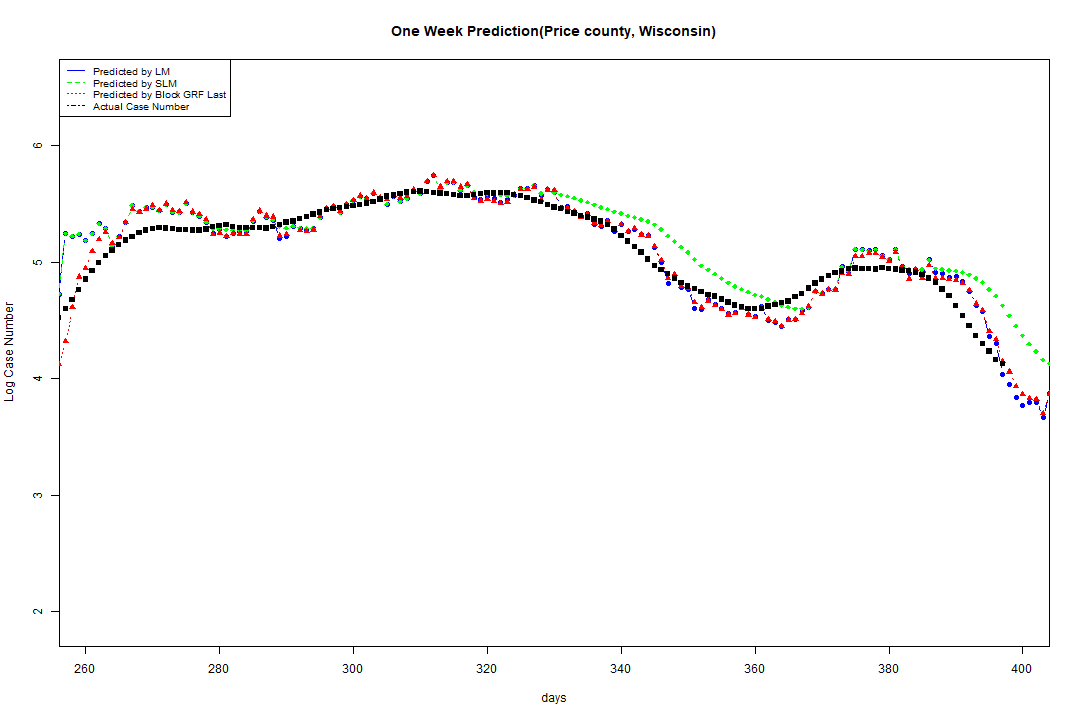 One Week Prediction(Price county, Wisconsin)
Predicted by LM
Predicted by SLM
Predicted by Block GRF Last
Actual Case Number
6
5
4
3
2
Log Case Number
260 280 300 320 340 360 380 400
days